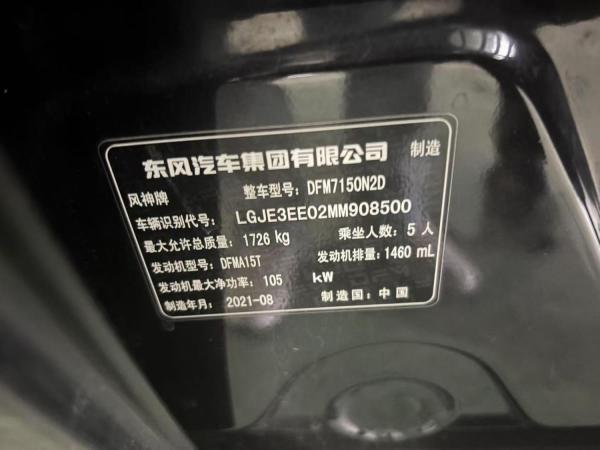 东风汽车集团有限公司 制造
风神牌 整车型号：DFM7150N2D
车辆识别代号：LGJE3EE02MM908500
最大允许总质量：1726 kg 乘坐人数：5 人
发动机型号：DFMA15T 发动机排量：1460 mL
发动机最大净功率：105 kW
制造年月：2021-08 制造国：中国